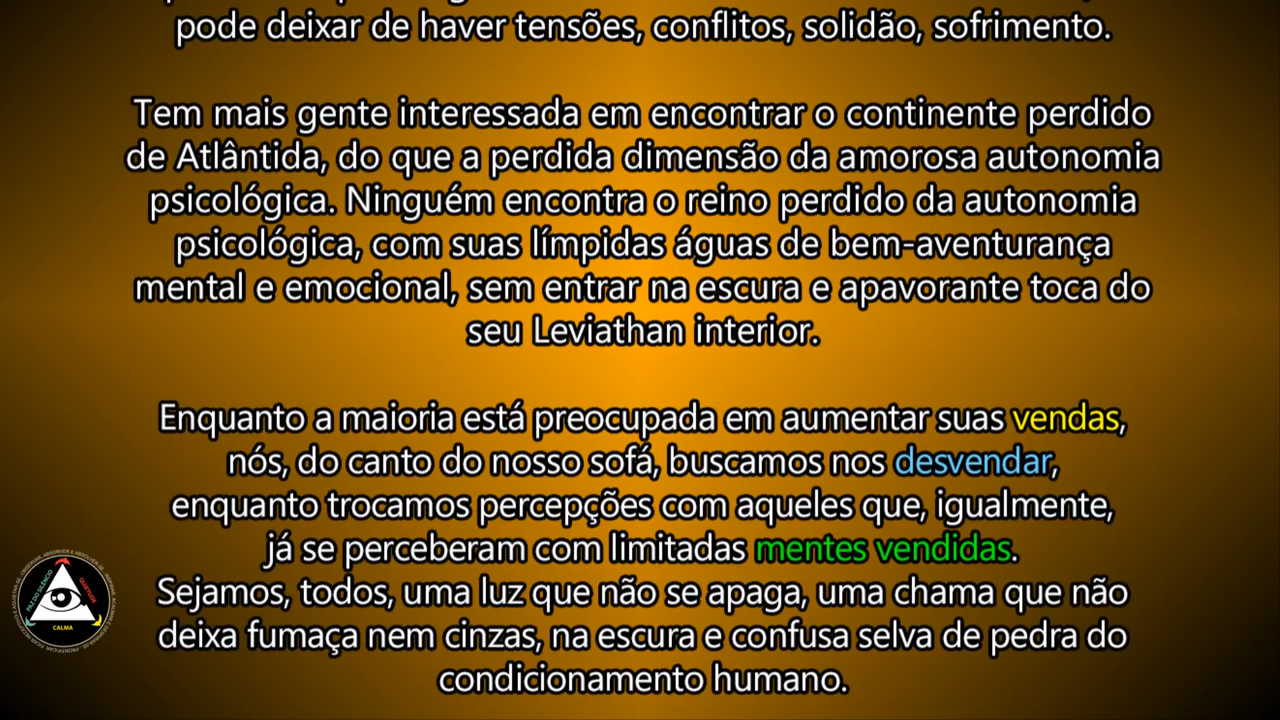 pode deixar de haver tensões, conflitos, solidão, sofrimento.
Tem mais gente interessada em encontrar o continente perdido
de Atlântida, do que a perdida dimensão da amorosa autonomia
psicológica. Ninguém encontra o reino perdido da autonomia
psicológica, com suas límpidas águas de bem-aventurança
mental e emocional, sem entrar na escura e apavorante toca do
seu Leviathan interior.
Enquanto a maioria está preocupada em aumentar suas vendas,
nós, do canto do nosso sofá, buscamos nos desvendar,
enquanto trocamos percepções com aqueles que, igualmente,
já se perceberam com limitadas mentes vendidas.
Sejamos, todos, uma luz que não se apaga, uma chama que não
deixa fumaça nem cinzas, na escura e confusa selva de pedra do
condicionamento humano.
PAZ DO SILÊNCIO
QUIETUDE
CALMA